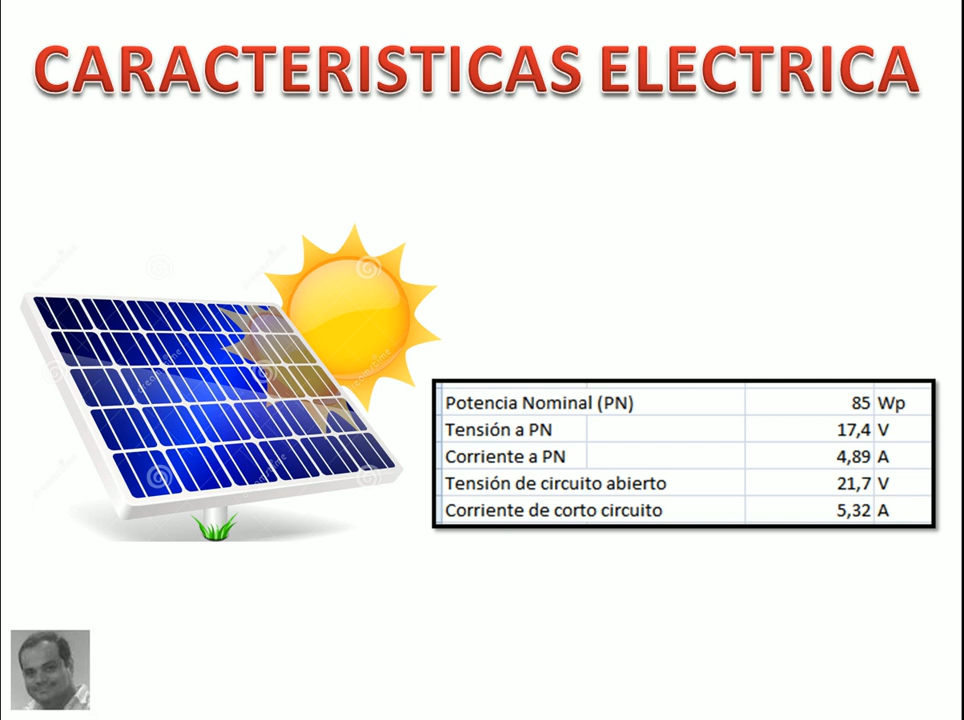 CARACTERISTICAS ELECTRICA
Potencia Nominal (PN) 85 Wp
Tensión a PN 17,4 V
Corriente a PN 4,89 A
Tensión de circuito abierto 21,7 V
Corriente de corto circuito 5,32 A